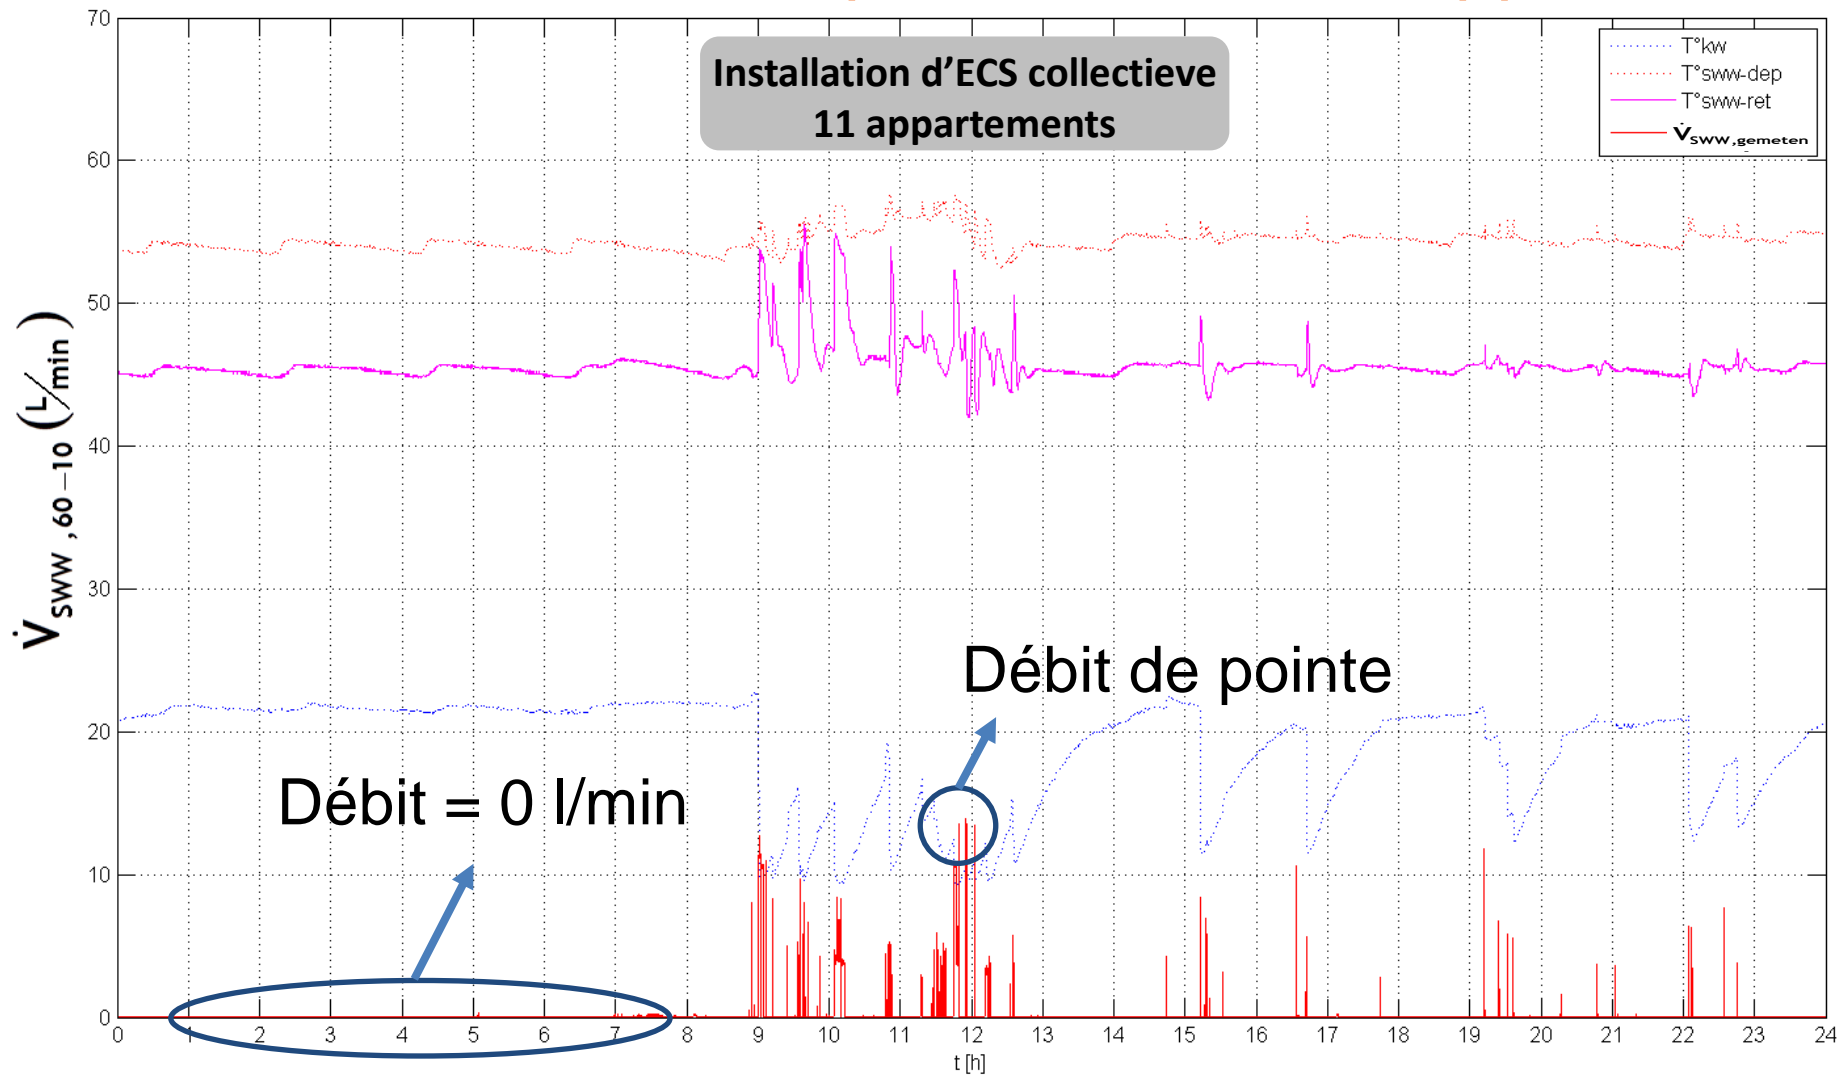 Installation d’ECS collectieve
11 appartements
T°kw
T°sww-dep
T°sww-ret
V̇SWW,gemeten
V̇SWW,60-10 (L/min)
70
60
50
40
30
20
10
0
Débit de pointe
Débit = 0 l/min
0 1 2 3 4 5 6 7 8 9 10 11 12 13 14 15 16 17 18 19 20 21 22 23 24
t [h]